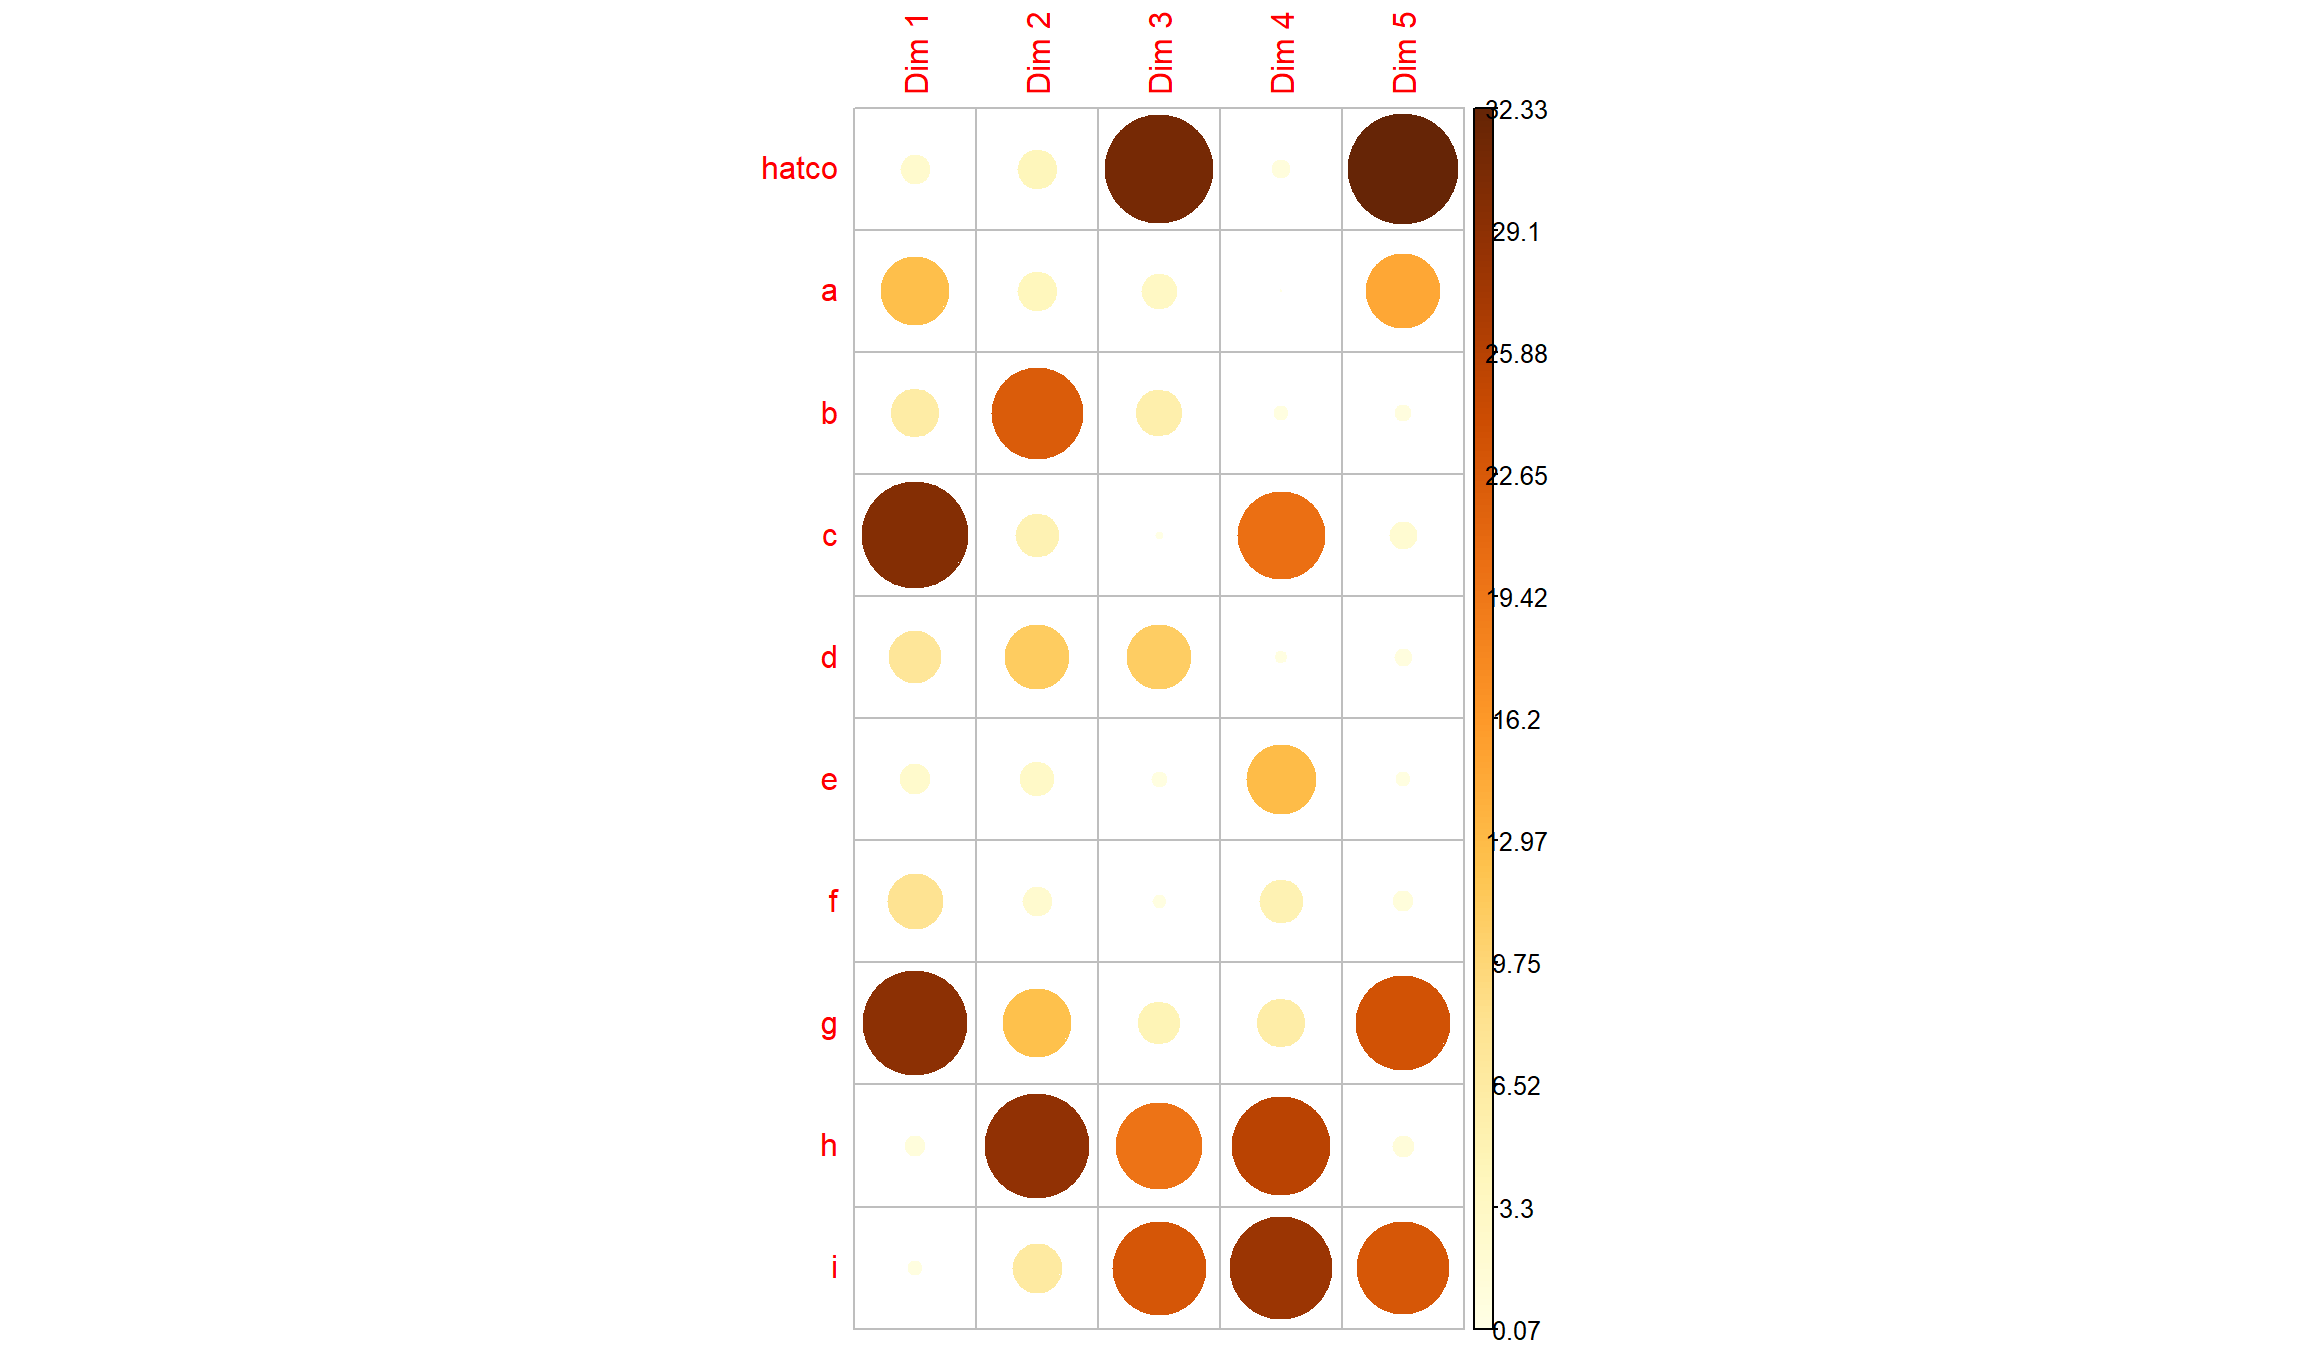 Dim 1
Dim 2
Dim 3
Dim 4
Dim 5
hatco
a
b
c
d
e
f
g
h
i
32.33
29.1
25.88
22.65
19.42
16.2
12.97
9.75
6.52
3.3
0.07